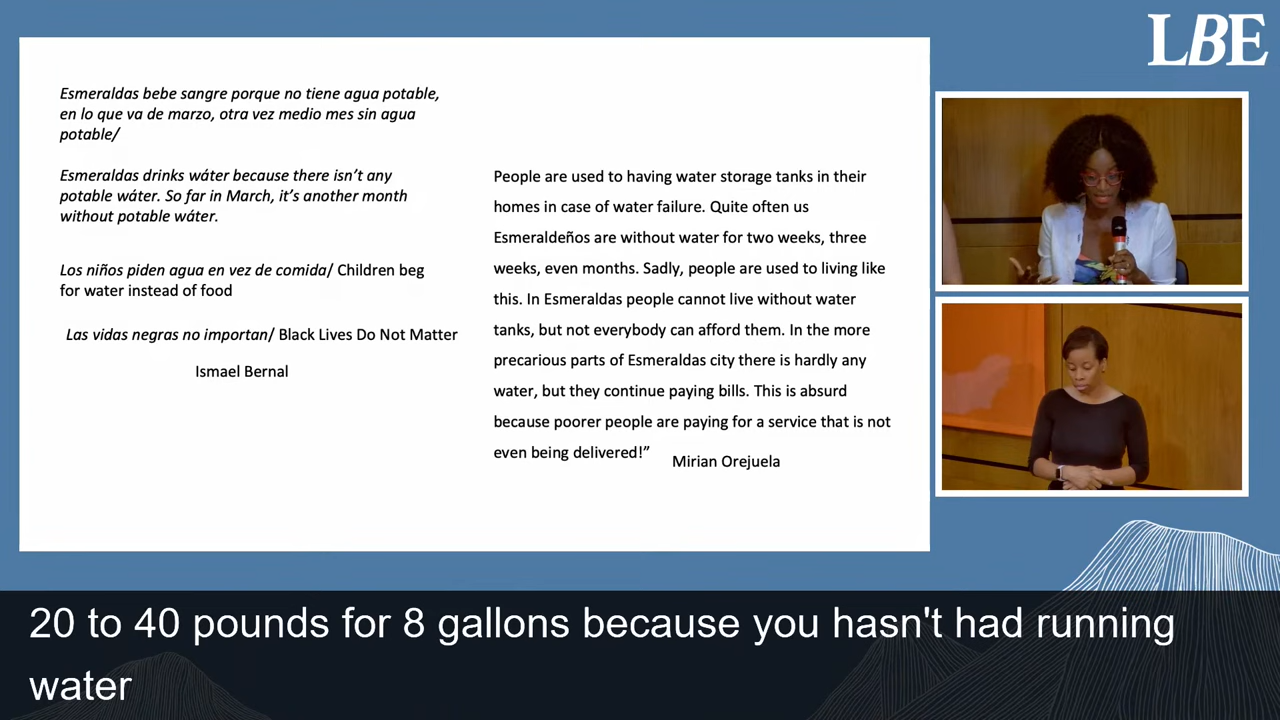 LBE
Esmeraldas bebe sangre porque no tiene agua potable,
en lo que va de marzo, otra vez medio mes sin agua
potable/
Esmeraldas drinks wáter because there isn’t any
potable wáter. So far in March, it’s another month
without potable wáter.
Los niños piden agua en vez de comida/ Children beg
for water instead of food
Las vidas negras no importan/ Black Lives Do Not Matter
Ismael Bernal
People are used to having water storage tanks in their
homes in case of water failure. Quite often us
Esmeraldeños are without water for two weeks, three
weeks, even months. Sadly, people are used to living like
this. In Esmeraldas people cannot live without water
tanks, but not everybody can afford them. In the more
precarious parts of Esmeraldas city there is hardly any
water, but they continue paying bills. This is absurd
because poorer people are paying for a service that is not
even being delivered!”
Mirian Orejuela
20 to 40 pounds for 8 gallons because you hasn't had running
water